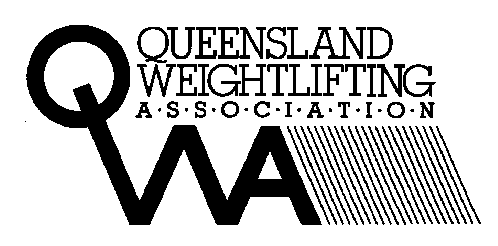 QUEENSLAND
WEIGHTLIFTING
A·S·S·O·C·I·A·T·I·O·N
QWA